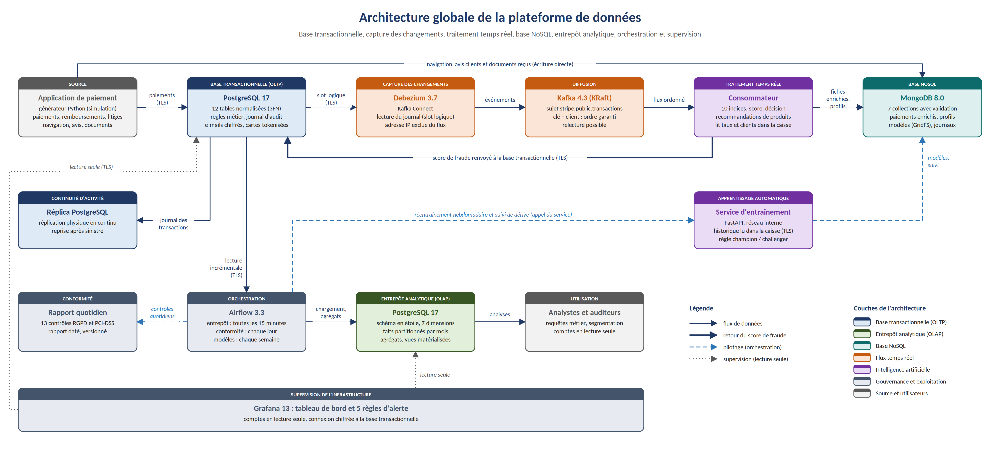 Architecture globale de la plateforme de données
Base transactionnelle, capture des changements, traitement temps réel, base NoSQL, entrepôt analytique, orchestration et supervision
navigation, avis clients et documents reçus (écriture directe)
SOURCE
Application de paiement
générateur Python (simulation)
paiements, remboursements, litiges
navigation, avis, documents
paiements
(TLS)
BASE TRANSACTIONNELLE (OLTP)
PostgreSQL 17
12 tables normalisées (3FN)
règles métier, journal d'audit
e-mails chiffrés, cartes tokenisées
slot logique
(TLS)
CAPTURE DES CHANGEMENTS
Debezium 3.7
Kafka Connect
lecture du journal (slot logique)
adresse IP exclue du flux
événements
DIFFUSION
Kafka 4.3 (KRaft)
sujet stripe.public.transactions
clé = client : ordre garanti
relecture possible
flux ordonné
TRAITEMENT TEMPS RÉEL
Consommateur
10 indices, score, décision
recommandations de produits
lit taux et clients dans la caisse
fiches
enrichies,
profils
BASE NOSQL
MongoDB 8.0
7 collections avec validation
paiements enrichis, profils
modèles (GridFS), journaux
score de fraude renvoyé à la base transactionnelle (TLS)
lecture seule (TLS)
modèles,
suivi
CONTINUITÉ D'ACTIVITÉ
Réplica PostgreSQL
réplication physique en continu
reprise après sinistre
journal des
transactions
réentraînement hebdomadaire et suivi de dérive (appel du service)
APPRENTISSAGE AUTOMATIQUE
Service d'entraînement
FastAPI, réseau interne
historique lu dans la caisse (TLS)
règle champion / challenger
lecture
incrémentale
(TLS)
CONFORMITÉ
Rapport quotidien
13 contrôles RGPD et PCI-DSS
rapport daté, versionné
contrôles
quotidiens
ORCHESTRATION
Airflow 3.3
entrepôt : toutes les 15 minutes
conformité : chaque jour
modèles : chaque semaine
chargement,
agrégats
ENTREPÔT ANALYTIQUE (OLAP)
PostgreSQL 17
schéma en étoile, 7 dimensions
faits partitionnés par mois
agrégats, vues matérialisées
analyses
UTILISATION
Analystes et auditeurs
requêtes métier, segmentation
comptes en lecture seule
Légende
flux de données
retour du score de fraude
pilotage (orchestration)
supervision (lecture seule)
Couches de l'architecture
Base transactionnelle (OLTP)
Entrepôt analytique (OLAP)
Base NoSQL
Flux temps réel
Intelligence artificielle
Gouvernance et exploitation
Source et utilisateurs
lecture seule
SUPERVISION DE L'INFRASTRUCTURE
Grafana 13 : tableau de bord et 5 règles d'alerte
comptes en lecture seule, connexion chiffrée à la base transactionnelle